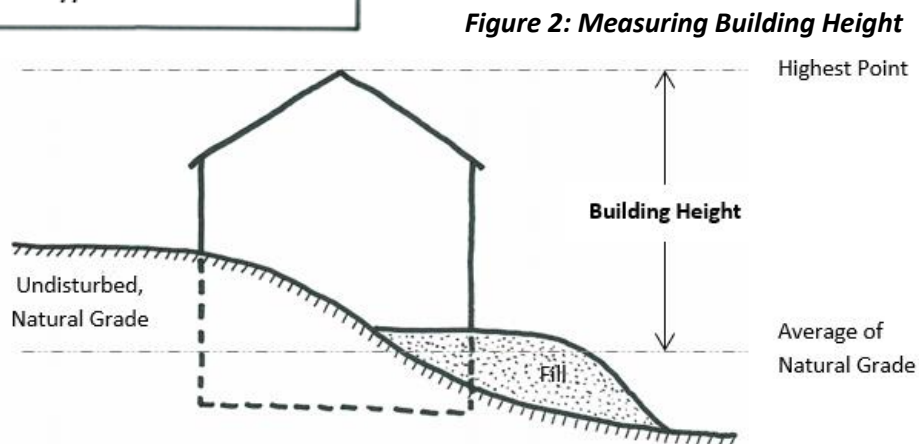 Figure 2: Measuring Building Height
Highest Point
Building Height
Undisturbed,
Natural Grade
Average of
Natural Grade
Fill